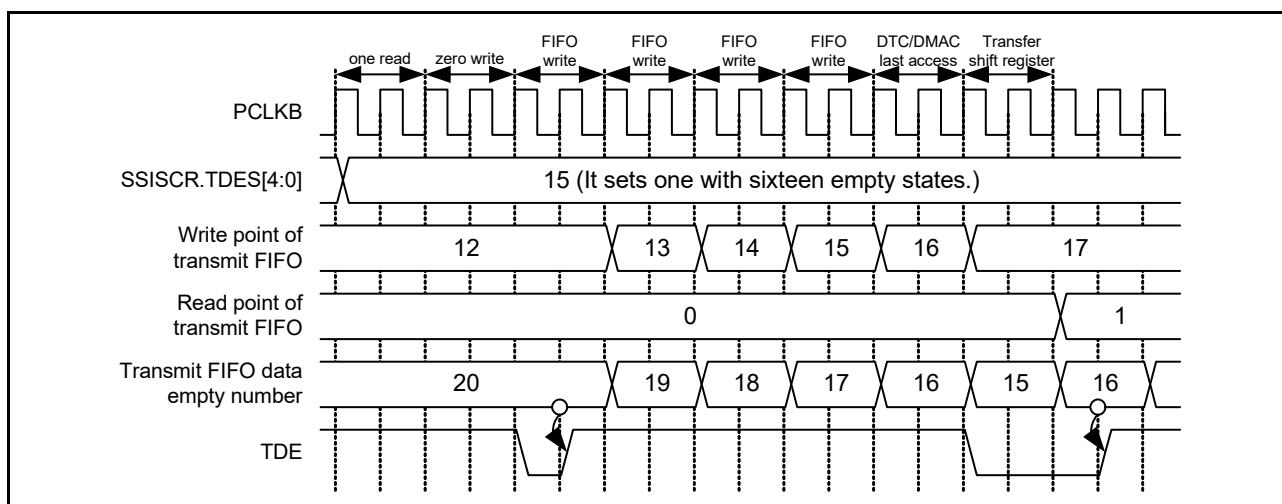 one read
zero write
FIFO
write
FIFO
write
FIFO
write
FIFO
write
DTC/DMAC
last access
Transfer
shift register
PCLKB
SSISCR.TDES[4:0]
15 (It sets one with sixteen empty states.)
Write point of
transmit FIFO
12 13 14 15 16 17
Read point of
transmit FIFO
0 1
Transmit FIFO data
empty number
20 19 18 17 16 15 16
TDE